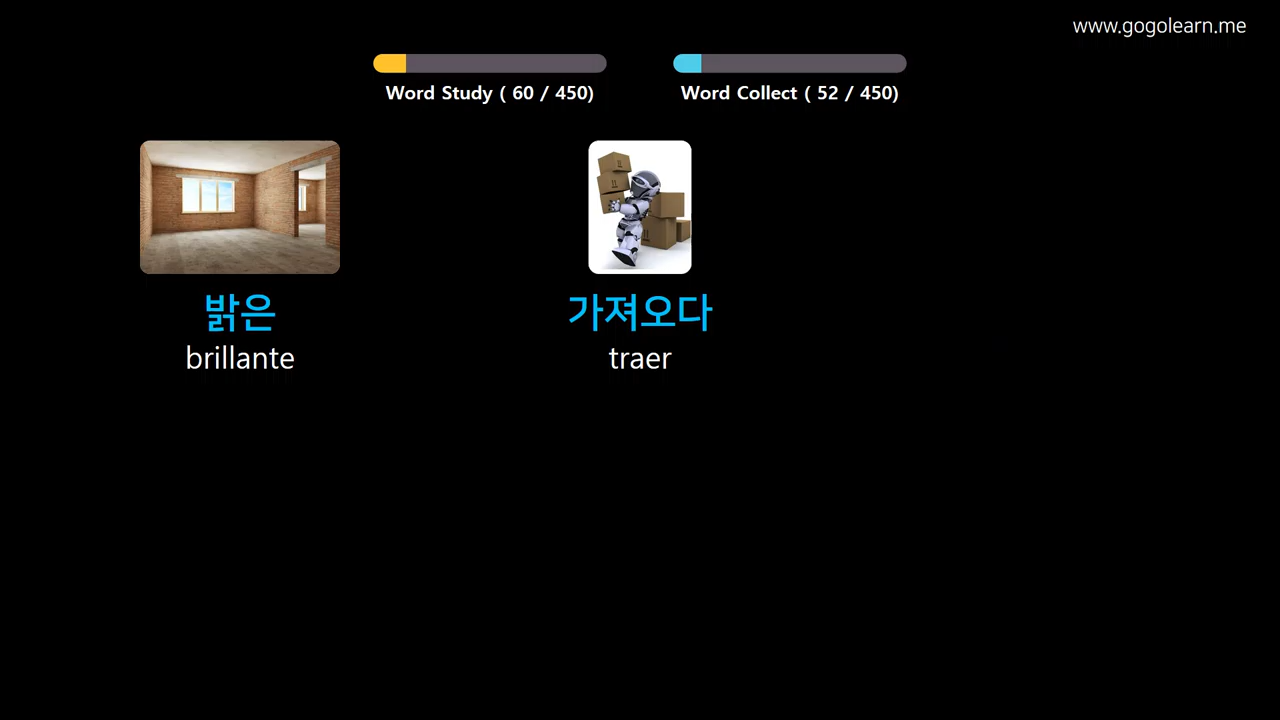 www.gogolearn.me
Word Study ( 60 / 450)
Word Collect ( 52 / 450)
밝은
brillante
가져오다
traer